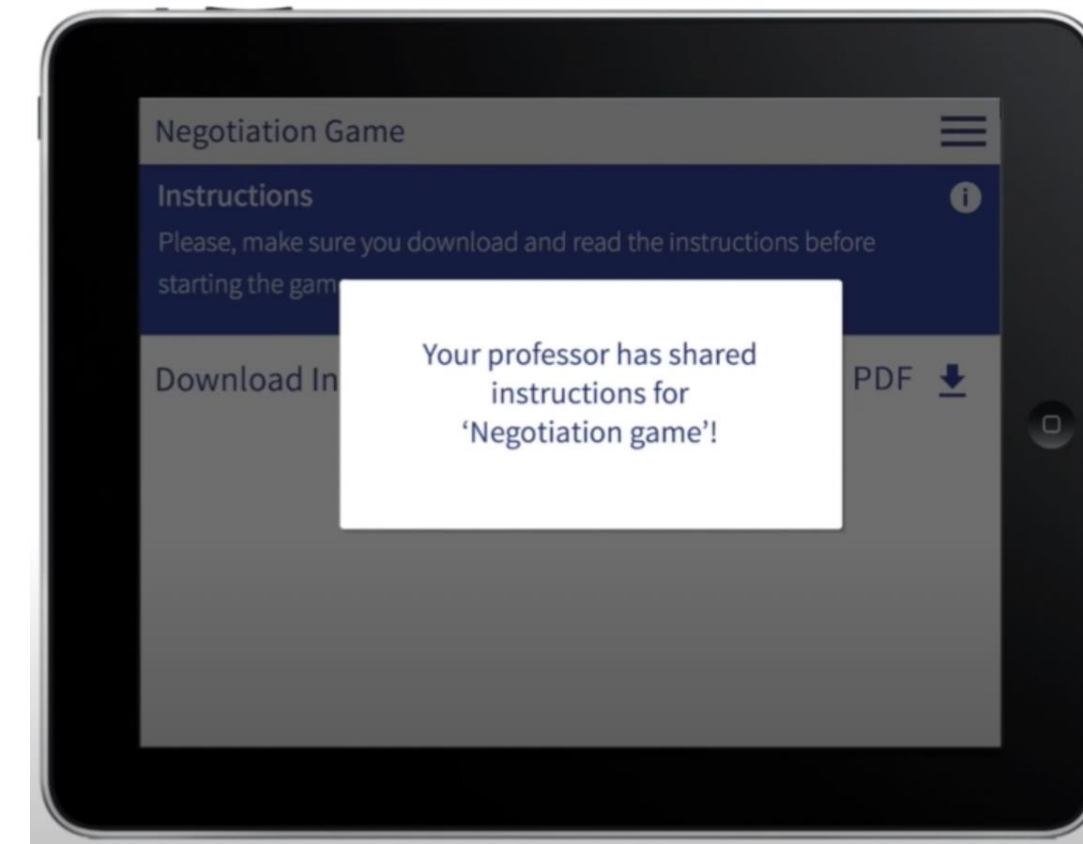 Negotiation Game
Instructions
Please, make sure you download and read the instructions before
starting the gam
Your professor has shared
instructions for
‘Negotiation game’!
Download In
PDF